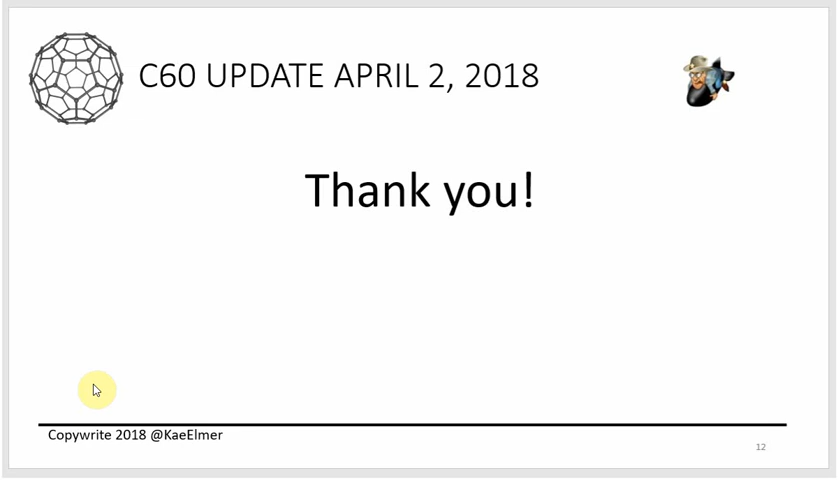 C60 UPDATE APRIL 2, 2018
Thank you!
Copywrite 2018 @KaeElmer
12